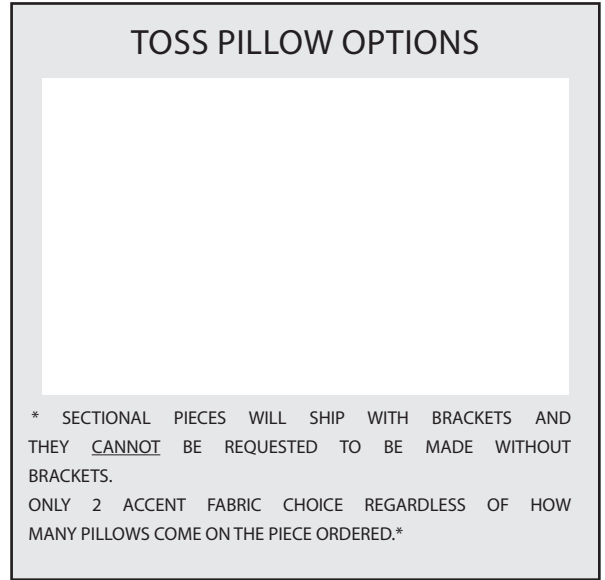 TOSS PILLOW OPTIONS
* SECTIONAL PIECES WILL SHIP WITH BRACKETS AND
THEY CANNOT BE REQUESTED TO BE MADE WITHOUT
BRACKETS.
ONLY 2 ACCENT FABRIC CHOICE REGARDLESS OF HOW
MANY PILLOWS COME ON THE PIECE ORDERED.*